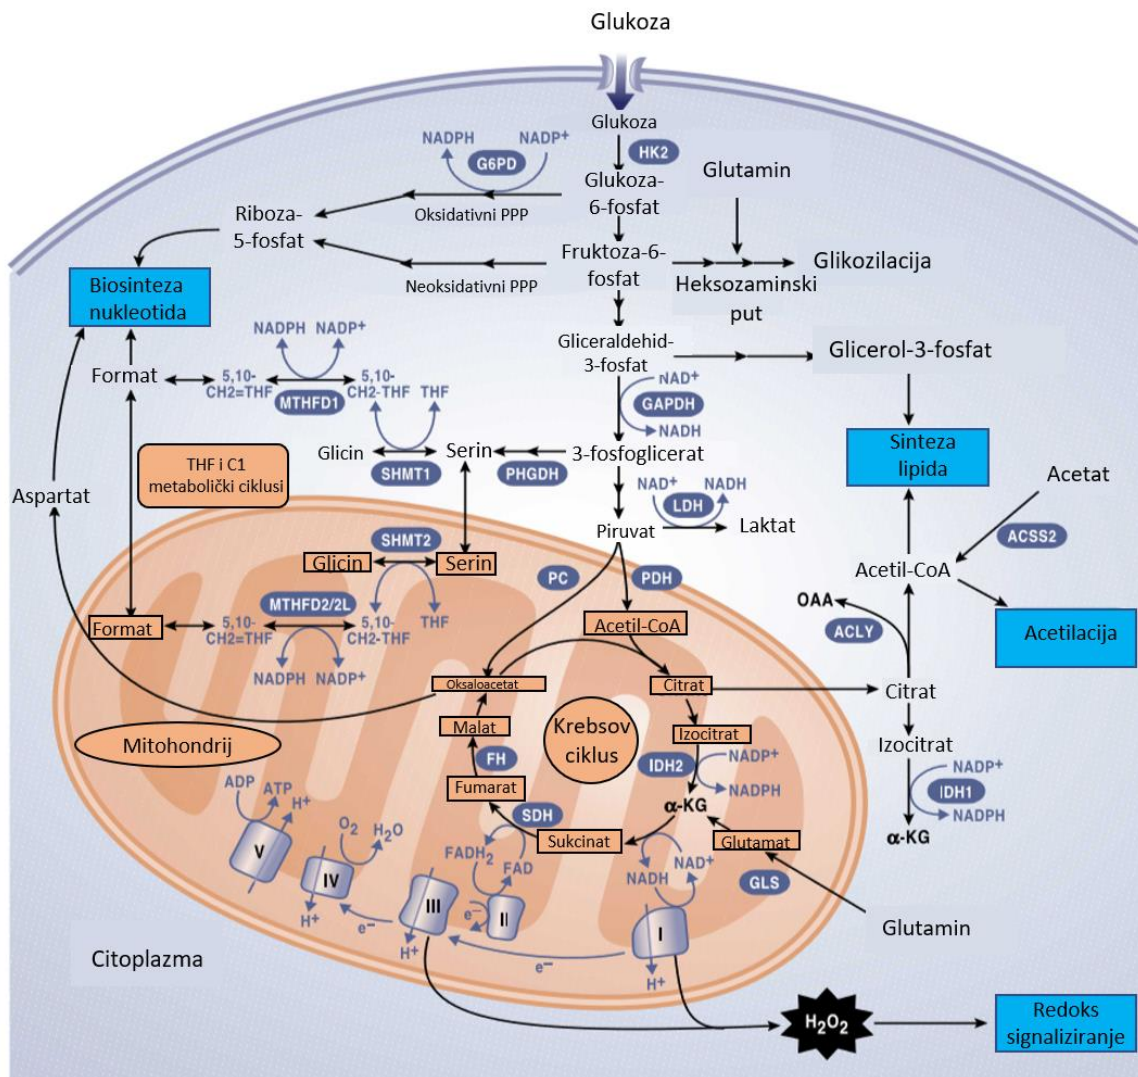 Glukoza
Glukoza
HK2
NADPH
NADP+
G6PD
Glukoza-
6-fosfat
Glutamin
Oksidativni PPP
Riboza-
5-fosfat
Fruktoza-6-
fosfat
Neoksidativni PPP
Heksozaminski
put
Glikozilacija
Biosinteza
nukleotida
NADPH
NADP+
Gliceraldehid-
3-fosfat
Glicerol-3-fosfat
Format
5,10-
CH2=THF
MTHFD1
5,10-
CH2-THF
THF
NAD+
GAPDH
NADH
THF i C1
metabolički ciklusi
Glicin
SHMT1
Serin
PHGDH
3-fosfoglicerat
Sinteza
lipida
Aspartat
NAD+
NADH
LDH
Piruvat
Laktat
Acetat
ACSS2
SHMT2
Glicin
Serin
PC
PDH
Acetil-CoA
OAA
ACLY
Acetilacija
MTHFD2/2L
Format
5,10-
CH2=THF
5,10-
CH2-THF
THF
NADPH
NADP+
Acetil-CoA
Oksaloacetat
Citrat
Citrat
Mitohondrij
Malat
Krebsov
ciklus
Izocitrat
Izocitrat
FH
IDH2
NADP+
NADPH
NADP+
IDH1
NADPH
Fumarat
α-KG
α-KG
ADP
ATP
H+
V
O2
H2O
IV
H+
SDH
Sukcinat
Glutamat
FADH2
FAD
NADH
NAD+
GLS
III
e−
II
I
Glutamin
e−
H+
e−
H+
Citoplazma
H2O2
Redoks
signaliziranje